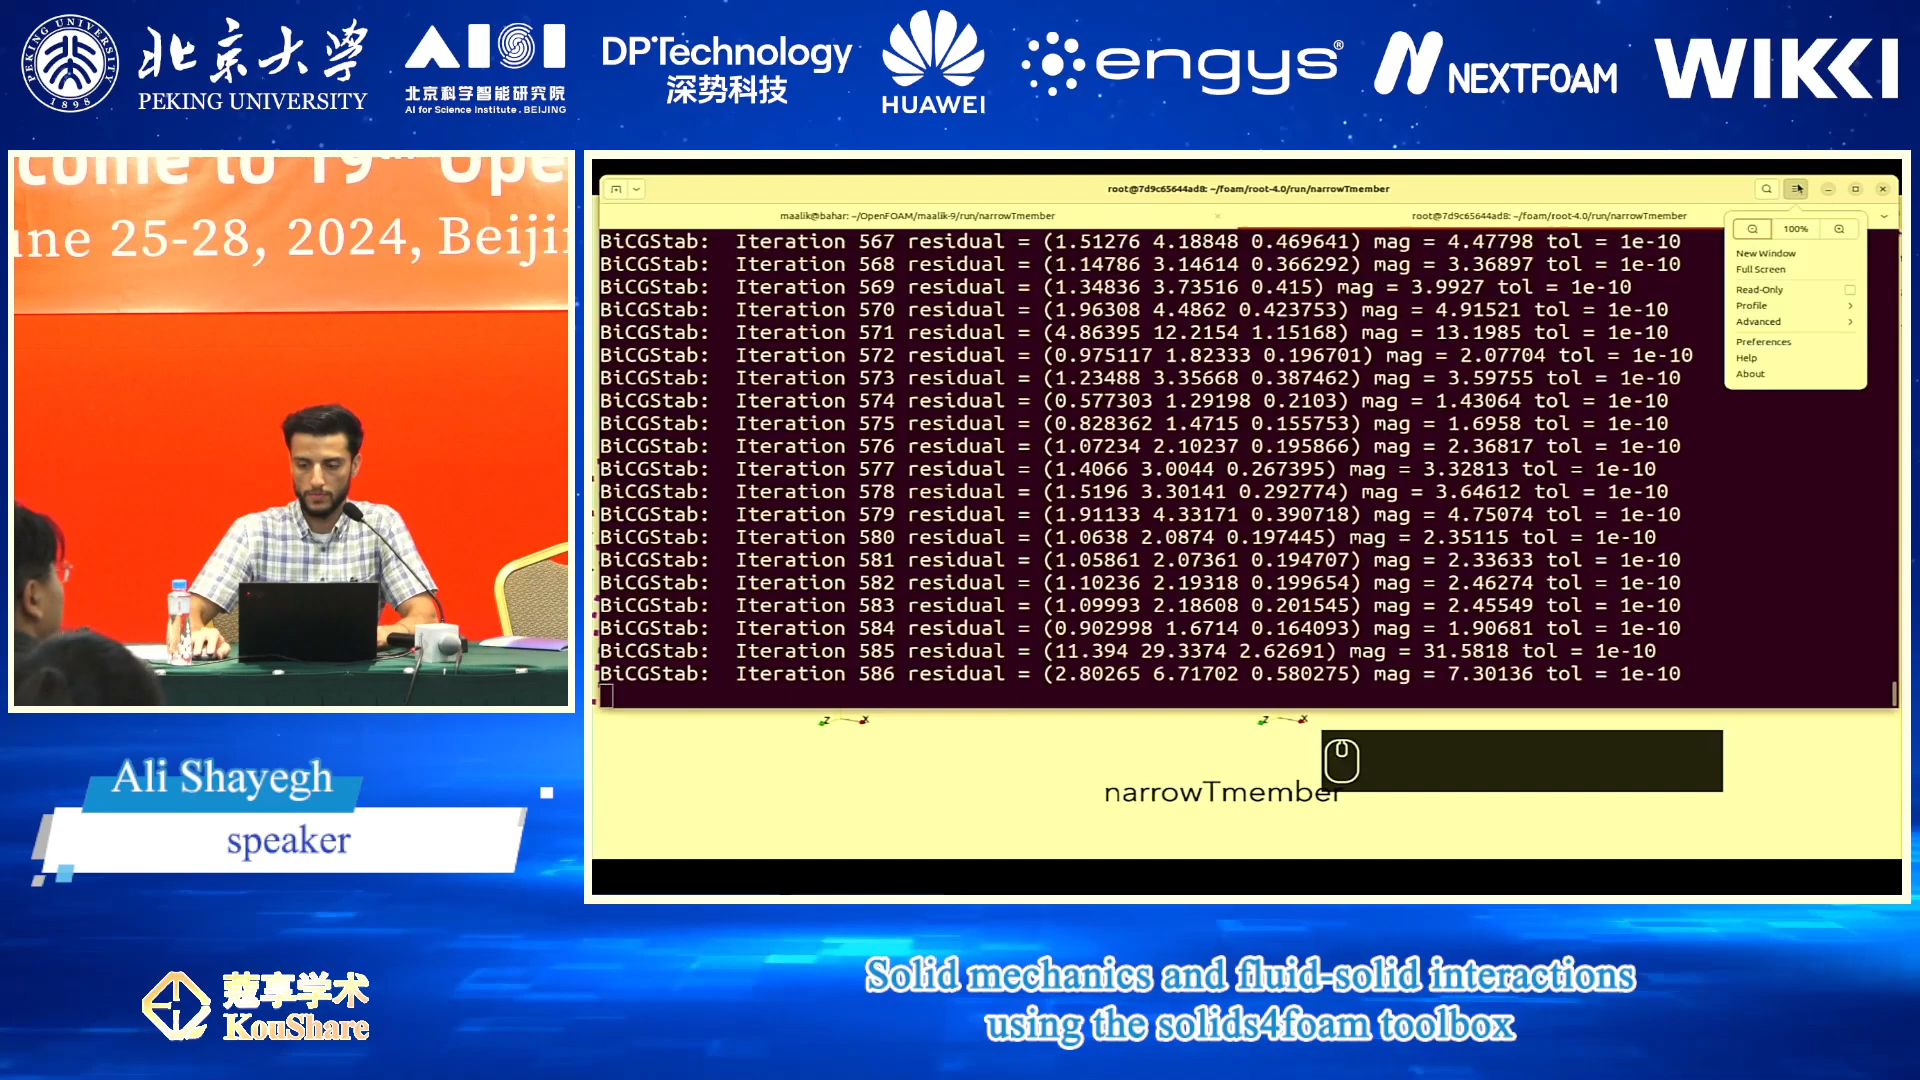 PEKING UNIVERSITY
1898
北京大学
PEKING UNIVERSITY
AISI
北京科学智能研究院
AI for Science Institute, BEIJING
DPTechnology
深势科技
HUAWEI
engys®
NEXTFOAM
WIKKI
come to 19th Ope
une 25-28, 2024, Beijin
root@7d9c65644ad8: ~/foam/root-4.0/run/narrowTmember
maalik@bahar: ~/OpenFOAM/maalik-9/run/narrowTmember
root@7d9c65644ad8: ~/foam/root-4.0/run/narrowTmember
BiCGStab:  Iteration 567 residual = (1.51276 4.18848 0.469641) mag = 4.47798 tol = 1e-10
BiCGStab:  Iteration 568 residual = (1.14786 3.14614 0.366292) mag = 3.36897 tol = 1e-10
BiCGStab:  Iteration 569 residual = (1.34836 3.73516 0.415) mag = 3.9927 tol = 1e-10
BiCGStab:  Iteration 570 residual = (1.96308 4.4862 0.423753) mag = 4.91521 tol = 1e-10
BiCGStab:  Iteration 571 residual = (4.86395 12.2154 1.15168) mag = 13.1985 tol = 1e-10
BiCGStab:  Iteration 572 residual = (0.975117 1.82333 0.196701) mag = 2.07704 tol = 1e-10
BiCGStab:  Iteration 573 residual = (1.23488 3.35668 0.387462) mag = 3.59755 tol = 1e-10
BiCGStab:  Iteration 574 residual = (0.577303 1.29198 0.2103) mag = 1.43064 tol = 1e-10
BiCGStab:  Iteration 575 residual = (0.828362 1.4715 0.155753) mag = 1.6958 tol = 1e-10
BiCGStab:  Iteration 576 residual = (1.07234 2.10237 0.195866) mag = 2.36817 tol = 1e-10
BiCGStab:  Iteration 577 residual = (1.4066 3.0044 0.267395) mag = 3.32813 tol = 1e-10
BiCGStab:  Iteration 578 residual = (1.5196 3.30141 0.292774) mag = 3.64612 tol = 1e-10
BiCGStab:  Iteration 579 residual = (1.91133 4.33171 0.390718) mag = 4.75074 tol = 1e-10
BiCGStab:  Iteration 580 residual = (1.0638 2.0874 0.197445) mag = 2.35115 tol = 1e-10
BiCGStab:  Iteration 581 residual = (1.05861 2.07361 0.194707) mag = 2.33633 tol = 1e-10
BiCGStab:  Iteration 582 residual = (1.10236 2.19318 0.199654) mag = 2.46274 tol = 1e-10
BiCGStab:  Iteration 583 residual = (1.09993 2.18608 0.201545) mag = 2.45549 tol = 1e-10
BiCGStab:  Iteration 584 residual = (0.902998 1.6714 0.164093) mag = 1.90681 tol = 1e-10
BiCGStab:  Iteration 585 residual = (11.394 29.3374 2.62691) mag = 31.5818 tol = 1e-10
BiCGStab:  Iteration 586 residual = (2.80265 6.71702 0.580275) mag = 7.30136 tol = 1e-10
100%
New Window
Full Screen
Read-Only
Profile
Advanced
Preferences
Help
About
Z X
Z X
narrowTmember
Ali Shayegh
speaker
蔻享学术
KouShare
Solid mechanics and fluid-solid interactions
using the solids4foam toolbox